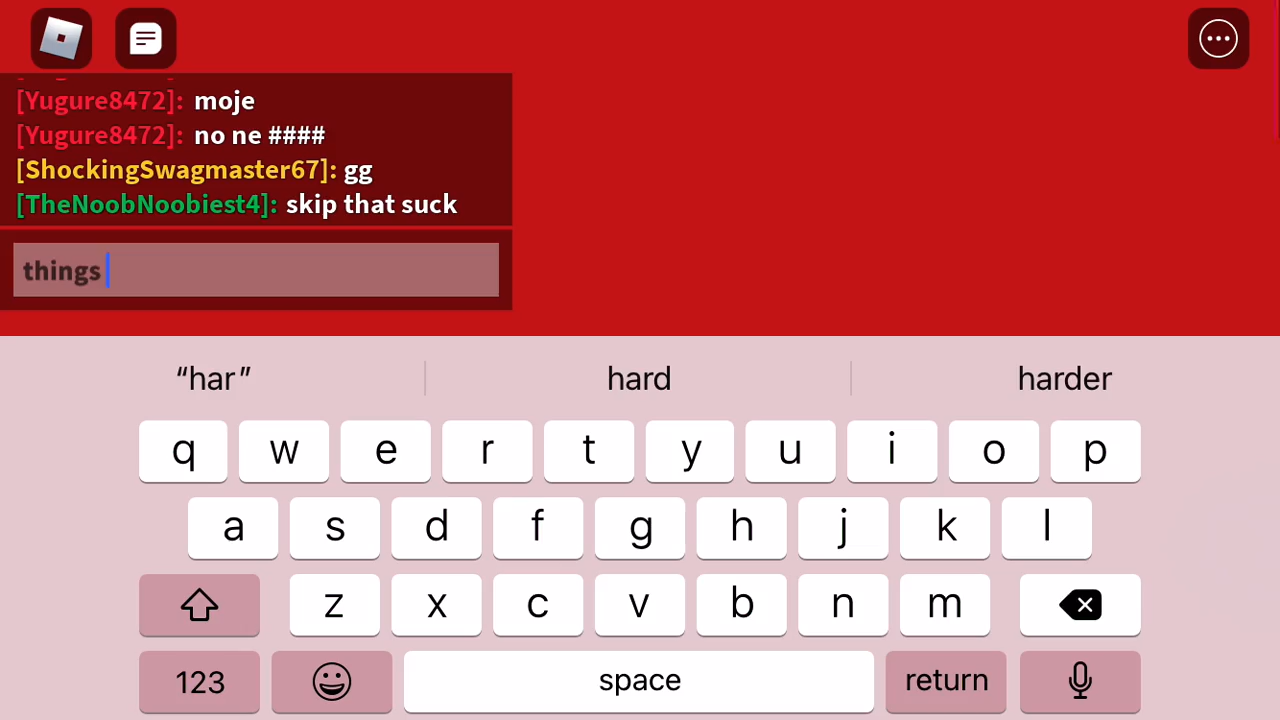 [Yugure8472]: moje
[Yugure8472]: no ne ####
[ShockingSwagmaster67]: gg
[TheNoobNoobiest4]: skip that suck
things
“har” hard harder
q w e r t y u i o p
a s d f g h j k l
z x c v b n m
123 space return